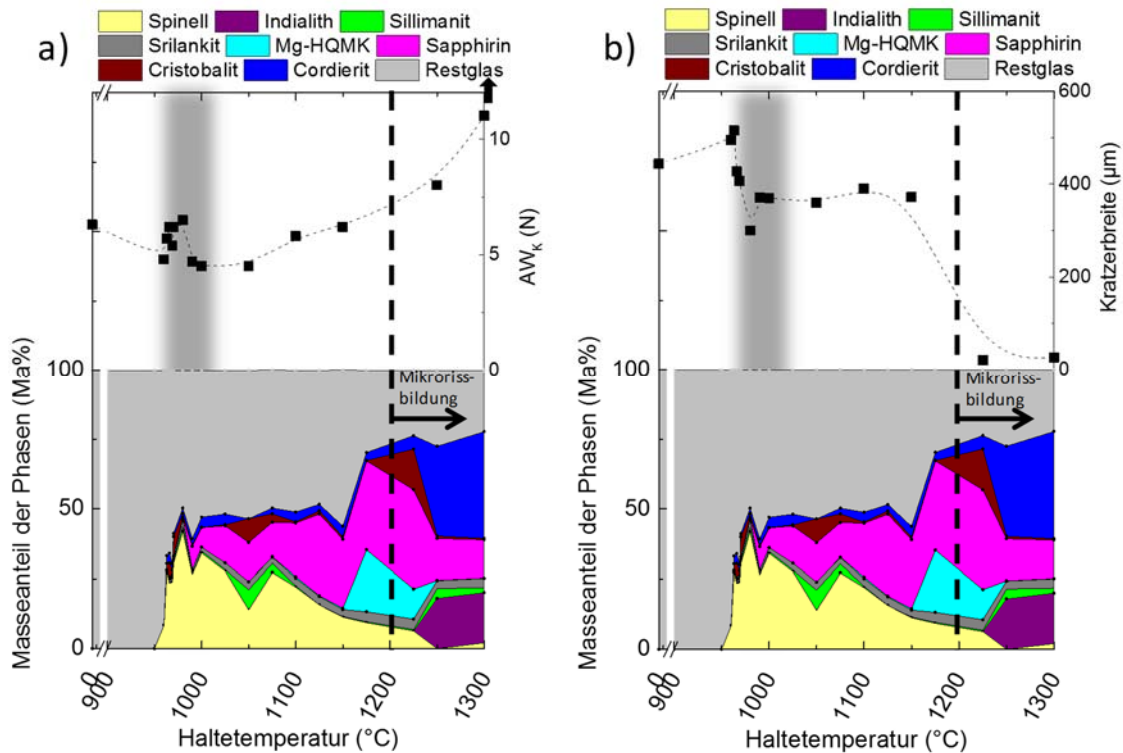 a)
Spinell Indialith Sillimanit
Srilankit Mg-HQMK Sapphirin
Cristobalit Cordierit Restglas
10
5
0
AW_K (N)
100
50
0
Masseanteil der Phasen (Ma%)
Mikroriss-
bildung
0 900 1000 1100 1200 1300
Haltetemperatur (°C)
b)
Spinell Indialith Sillimanit
Srilankit Mg-HQMK Sapphirin
Cristobalit Cordierit Restglas
600
400
200
0
Kratzerbreite (µm)
100
50
0
Masseanteil der Phasen (Ma%)
Mikroriss-
bildung
0 900 1000 1100 1200 1300
Haltetemperatur (°C)